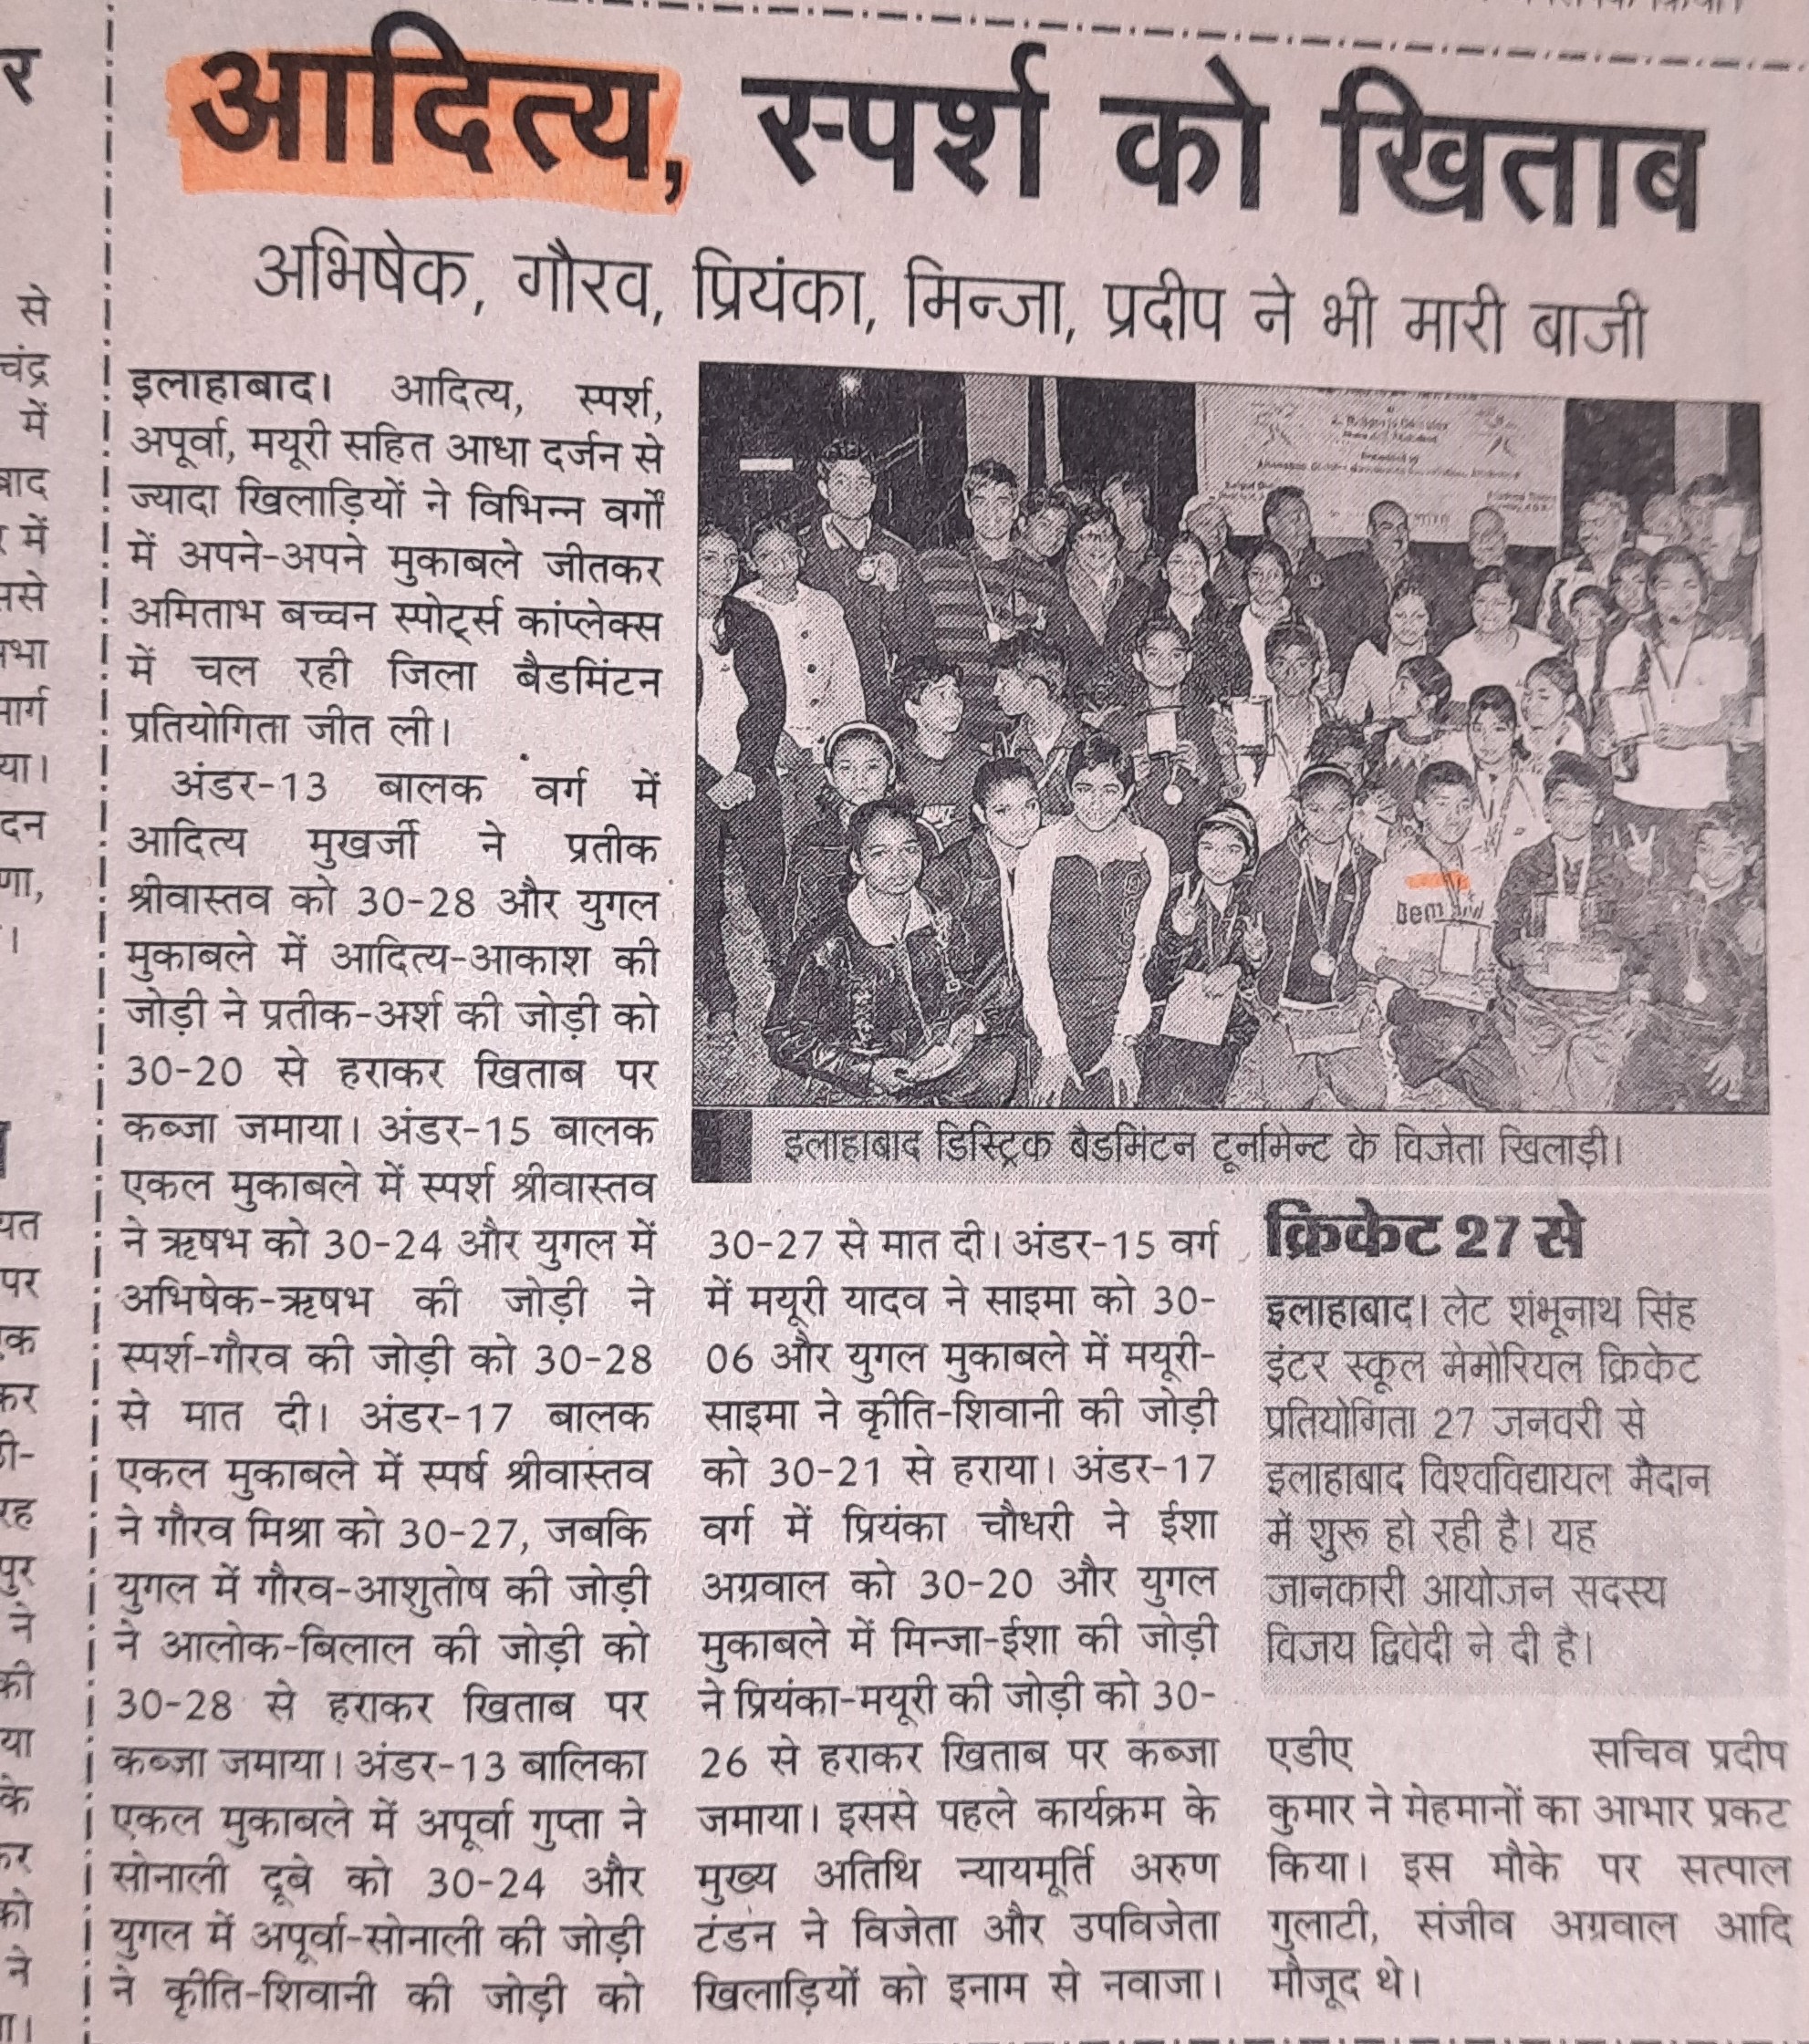 आदित्य, स्पर्श को खिताब
अभिषेक, गौरव, प्रियंका, मिन्जा, प्रदीप ने भी मारी बाजी
इलाहाबाद। आदित्य, स्पर्श,
अपूर्वा, मयूरी सहित आधा दर्जन से
ज्यादा खिलाड़ियों ने विभिन्न वर्गों
में अपने-अपने मुकाबले जीतकर
अमिताभ बच्चन स्पोर्ट्स कांप्लेक्स
में चल रही जिला बैडमिंटन
प्रतियोगिता जीत ली।
अंडर-13 बालक वर्ग में
आदित्य मुखर्जी ने प्रतीक
श्रीवास्तव को 30-28 और युगल
मुकाबले में आदित्य-आकाश की
जोड़ी ने प्रतीक-अर्श की जोड़ी को
30-20 से हराकर खिताब पर
कब्जा जमाया। अंडर-15 बालक
एकल मुकाबले में स्पर्श श्रीवास्तव
ने ऋषभ को 30-24 और युगल में
अभिषेक-ऋषभ की जोड़ी ने
स्पर्श-गौरव की जोड़ी को 30-28
से मात दी। अंडर-17 बालक
एकल मुकाबले में स्पर्ष श्रीवास्तव
ने गौरव मिश्रा को 30-27, जबकि
युगल में गौरव-आशुतोष की जोड़ी
ने आलोक-बिलाल की जोड़ी को
30-28 से हराकर खिताब पर
कब्जा जमाया। अंडर-13 बालिका
एकल मुकाबले में अपूर्वा गुप्ता ने
सोनाली दूबे को 30-24 और
युगल में अपूर्वा-सोनाली की जोड़ी
ने कृीति-शिवानी की जोड़ी को
इलाहाबाद डिस्ट्रिक बैडमिंटन टूर्नामेन्ट के विजेता खिलाड़ी।
30-27 से मात दी। अंडर-15 वर्ग
में मयूरी यादव ने साइमा को 30-
06 और युगल मुकाबले में मयूरी-
साइमा ने कृीति-शिवानी की जोड़ी
को 30-21 से हराया। अंडर-17
वर्ग में प्रियंका चौधरी ने ईशा
अग्रवाल को 30-20 और युगल
मुकाबले में मिन्जा-ईशा की जोड़ी
ने प्रियंका-मयूरी की जोड़ी को 30-
26 से हराकर खिताब पर कब्जा
जमाया। इससे पहले कार्यक्रम के
मुख्य अतिथि न्यायमूर्ति अरुण
टंडन ने विजेता और उपविजेता
खिलाड़ियों को इनाम से नवाजा।
एडीए सचिव प्रदीप
कुमार ने मेहमानों का आभार प्रकट
किया। इस मौके पर सत्पाल
गुलाटी, संजीव अग्रवाल आदि
मौजूद थे।
क्रिकेट 27 से
इलाहाबाद। लेट शंभूनाथ सिंह
इंटर स्कूल मेमोरियल क्रिकेट
प्रतियोगिता 27 जनवरी से
इलाहाबाद विश्वविद्यायल मैदान
में शुरू हो रही है। यह
जानकारी आयोजन सदस्य
विजय द्विवेदी ने दी है।